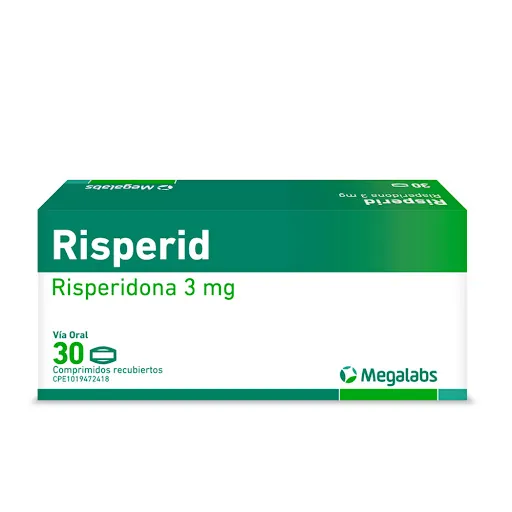 Megalabs
30
Risperidona 3 mg
Risperid
Risperid
Risperidona 3 mg
Vía Oral
30
Comprimidos recubiertos
CPE1019472418
Megalabs